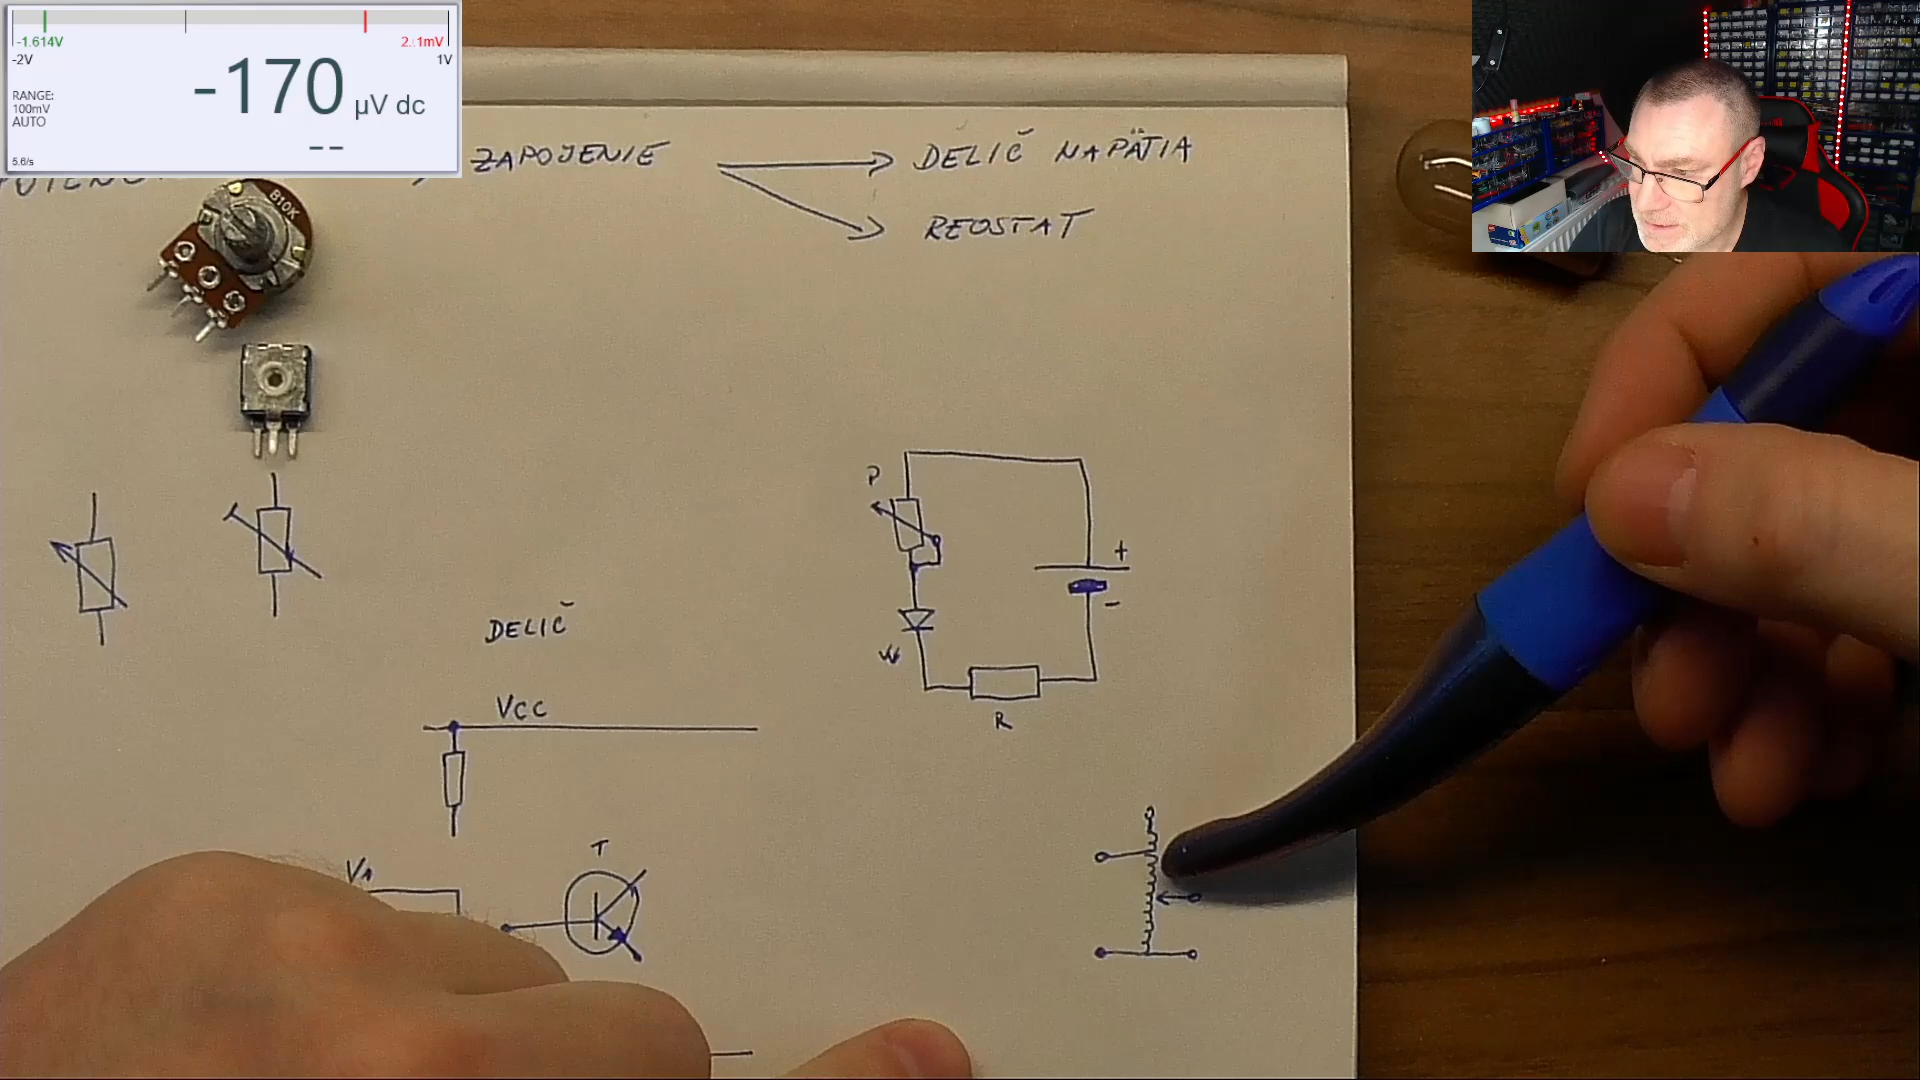 -1.614V 2.1mV
-2V 1V
-170 µV dc
RANGE:
100mV
AUTO
--
5.6/s
ZAPOJENIE DELIČ NAPÄTIA
REOSTAT
B10K
P
+
-
DELIČ
R
VCC
T
V1